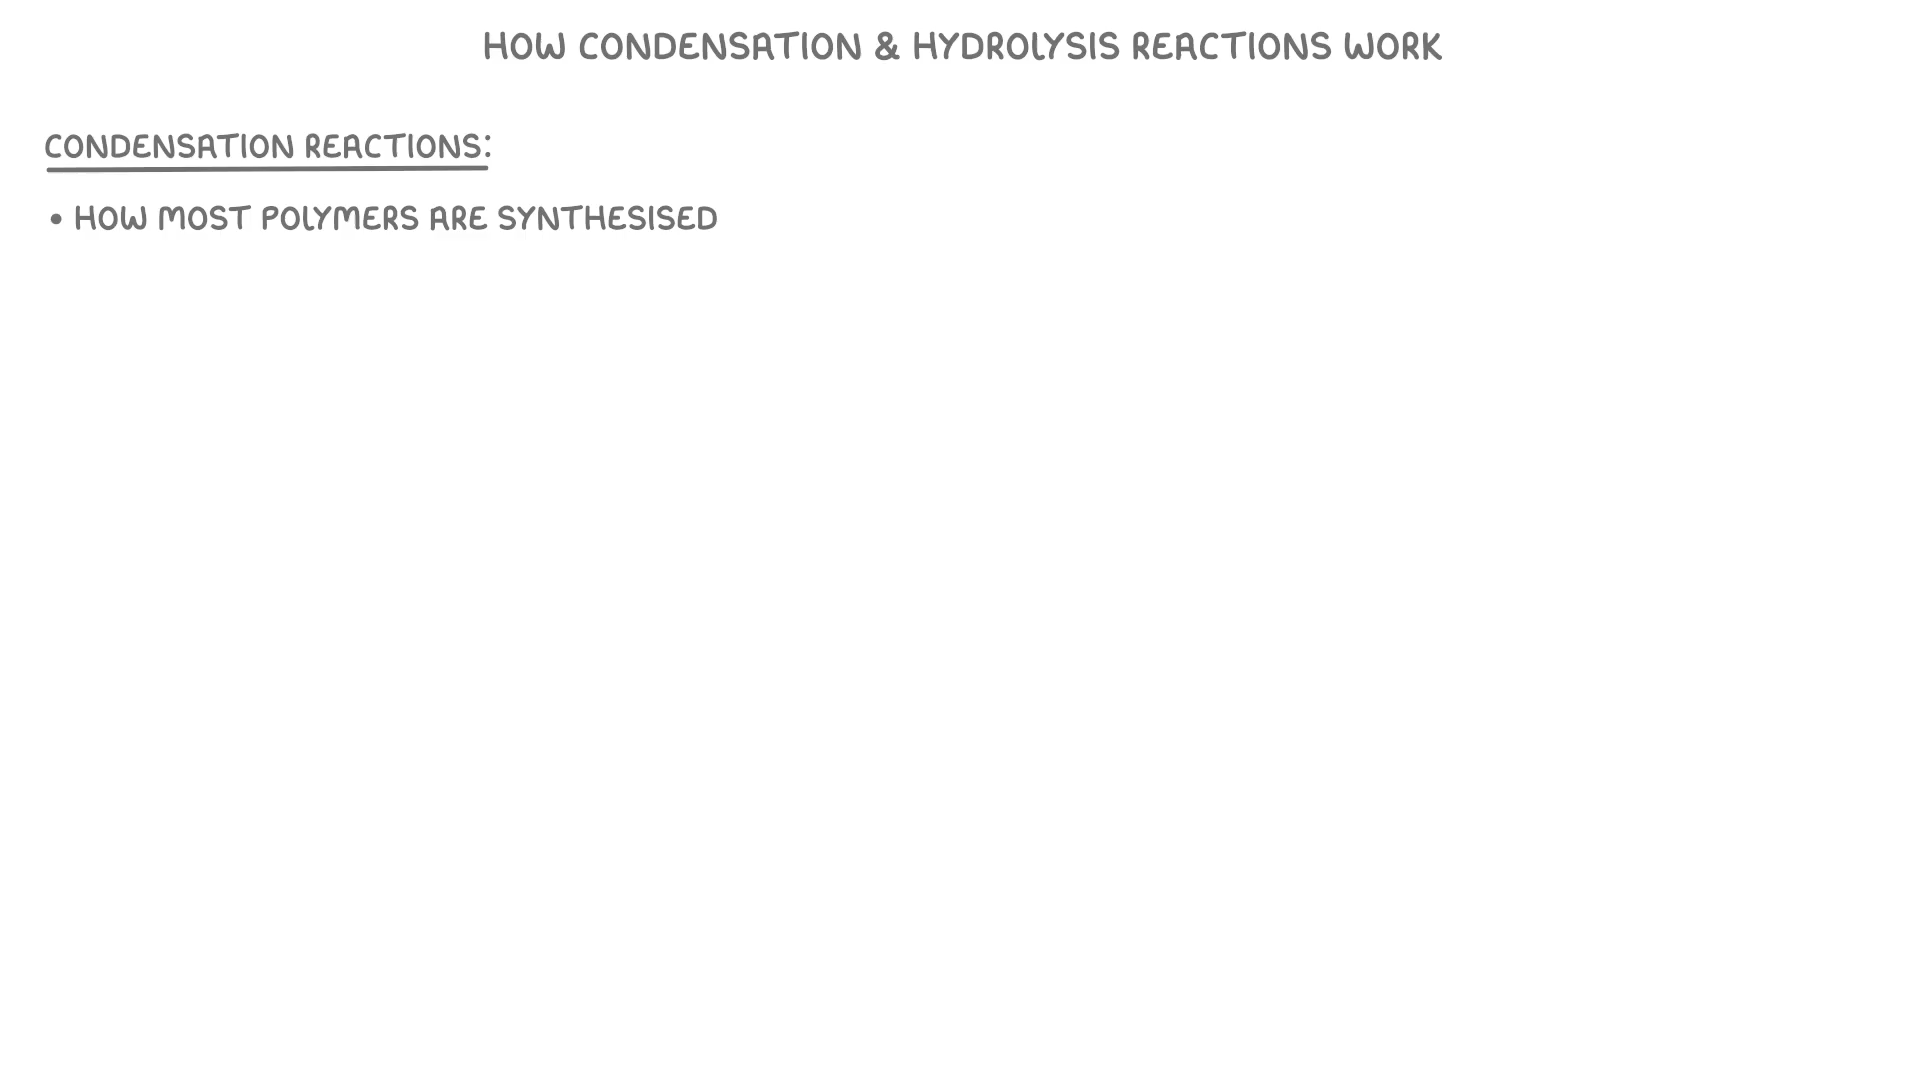 HOW CONDENSATION & HYDROLYSIS REACTIONS WORK
CONDENSATION REACTIONS:
• HOW MOST POLYMERS ARE SYNTHESISED